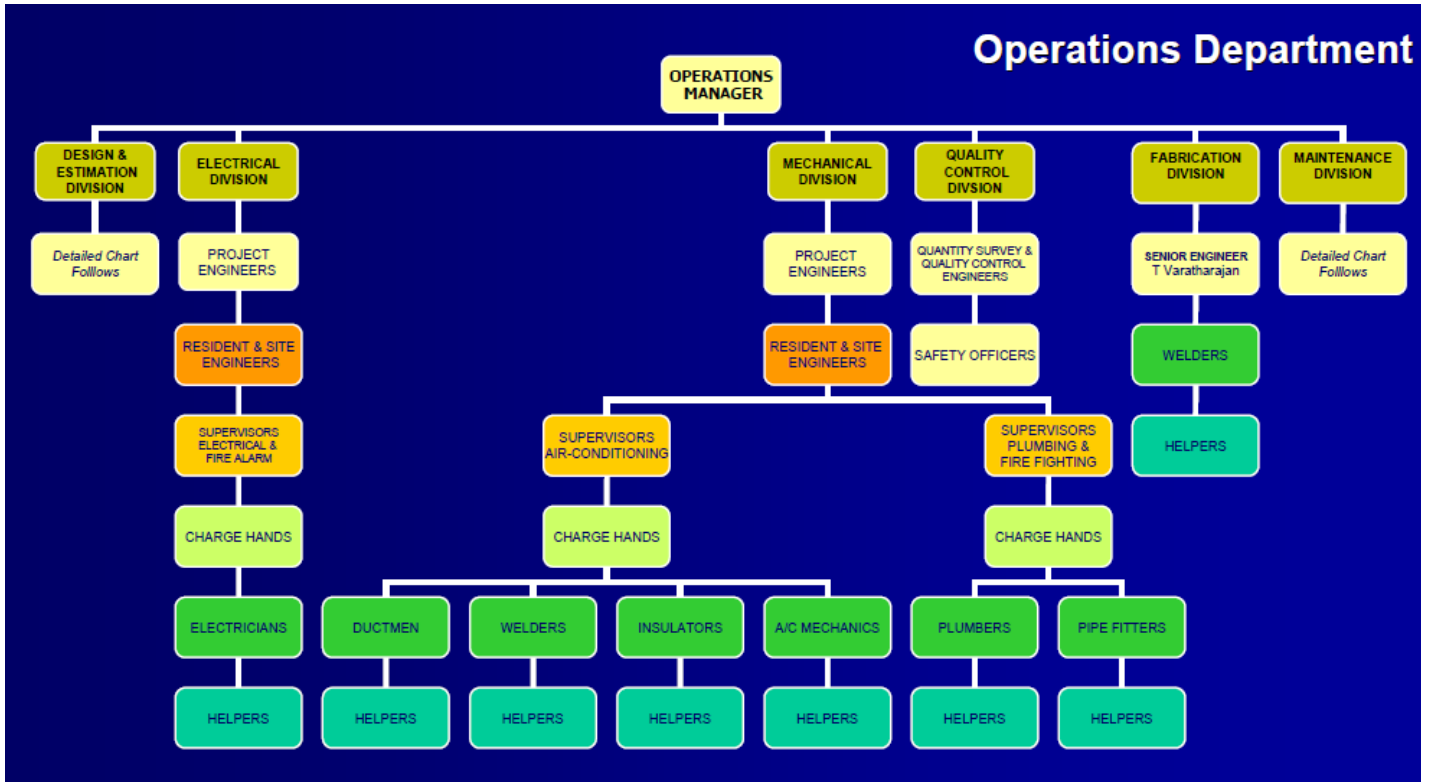 Operations Department
OPERATIONS
MANAGER
DESIGN &
ESTIMATION
DIVISION
ELECTRICAL
DIVISION
MECHANICAL
DIVISION
QUALITY
CONTROL
DIVSION
FABRICATION
DIVISION
MAINTENANCE
DIVISION
Detailed Chart
Folllows
PROJECT
ENGINEERS
PROJECT
ENGINEERS
QUANTITY SURVEY &
QUALITY CONTROL
ENGINEERS
SENIOR ENGINEER
T Varatharajan
Detailed Chart
Folllows
RESIDENT & SITE
ENGINEERS
RESIDENT & SITE
ENGINEERS
SAFETY OFFICERS
WELDERS
SUPERVISORS
ELECTRICAL &
FIRE ALARM
SUPERVISORS
AIR-CONDITIONING
SUPERVISORS
PLUMBING &
FIRE FIGHTING
HELPERS
CHARGE HANDS
CHARGE HANDS
CHARGE HANDS
ELECTRICIANS
DUCTMEN
WELDERS
INSULATORS
A/C MECHANICS
PLUMBERS
PIPE FITTERS
HELPERS
HELPERS
HELPERS
HELPERS
HELPERS
HELPERS
HELPERS